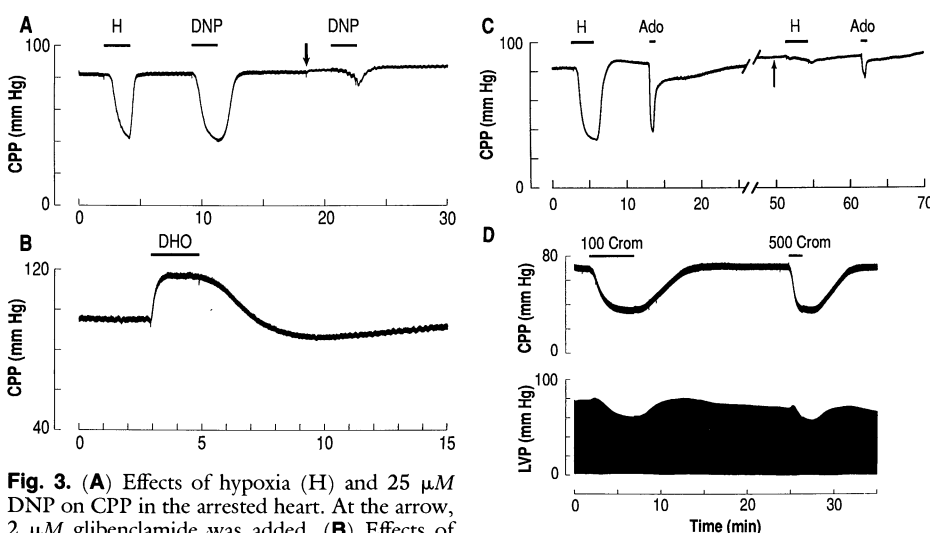 A
H
DNP
DNP
100
CPP (mm Hg)
0
0
10
20
30
B
DHO
120
CPP (mm Hg)
40
0
5
10
15
C
H
Ado
H
Ado
100
CPP (mm Hg)
0
0
10
20
50
60
70
D
100 Crom
500 Crom
80
CPP (mm Hg)
0
100
LVP (mm Hg)
0
0
10
20
30
Time (min)
Fig. 3. (A) Effects of hypoxia (H) and 25 μM
DNP on CPP in the arrested heart. At the arrow,
2 μM glibenclamide was added. (B) Effects of